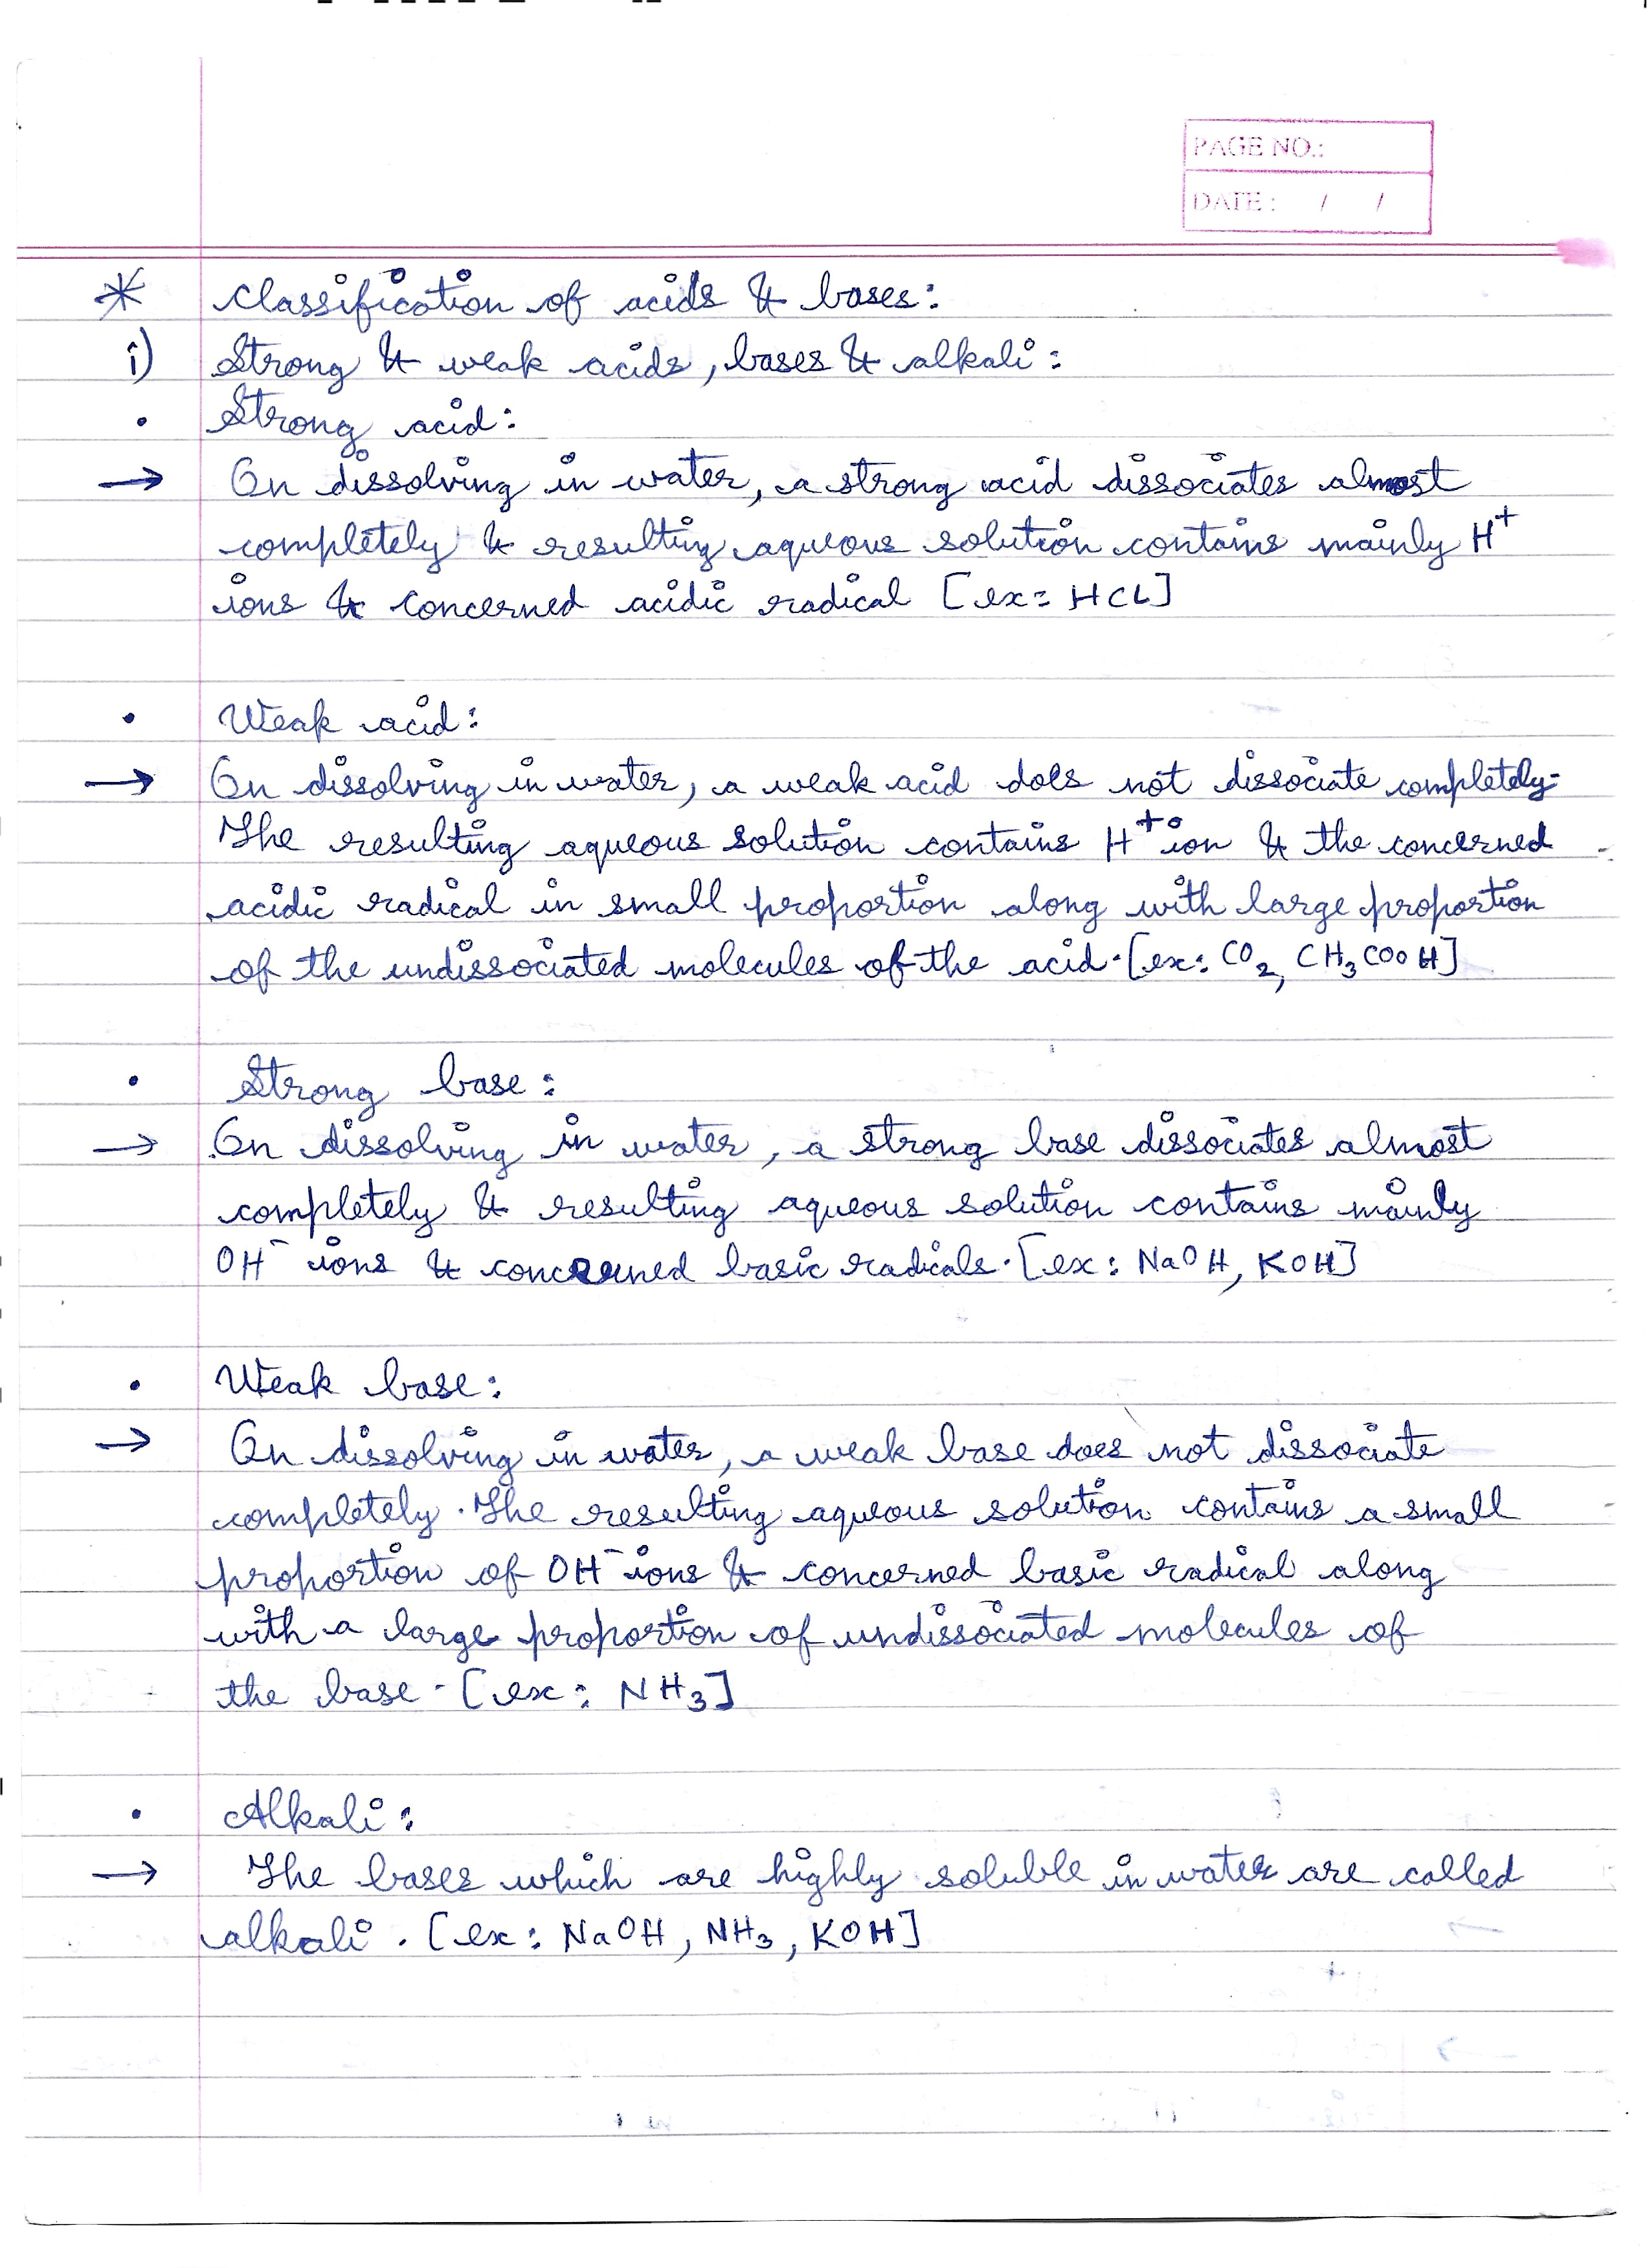 PAGE NO.:
DATE : / /
* Classification of acids & bases:
i) Strong & weak acids, bases & alkali:
• Strong acid:
→ On dissolving in water, a strong acid dissociates almost
completely & resulting aqueous solution contains mainly H⁺
ions & concerned acidic radical [ex: HCL]
• Weak acid:
→ On dissolving in water, a weak acid does not dissociate completely.
The resulting aqueous solution contains H⁺ ion & the concerned
acidic radical in small proportion along with large proportion
of the undissociated molecules of the acid. [ex: CO₂, CH₃COOH]
• Strong base:
→ On dissolving in water, a strong base dissociates almost
completely & resulting aqueous solution contains mainly
OH⁻ ions & concerned basic radicals. [ex: NaOH, KOH]
• Weak base:
→ On dissolving in water, a weak base does not dissociate
completely. The resulting aqueous solution contains a small
proportion of OH⁻ ions & concerned basic radical along
with a large proportion of undissociated molecules of
the base. [ex: NH₃]
• Alkali:
→ The bases which are highly soluble in water are called
alkali. [ex: NaOH, NH₃, KOH]